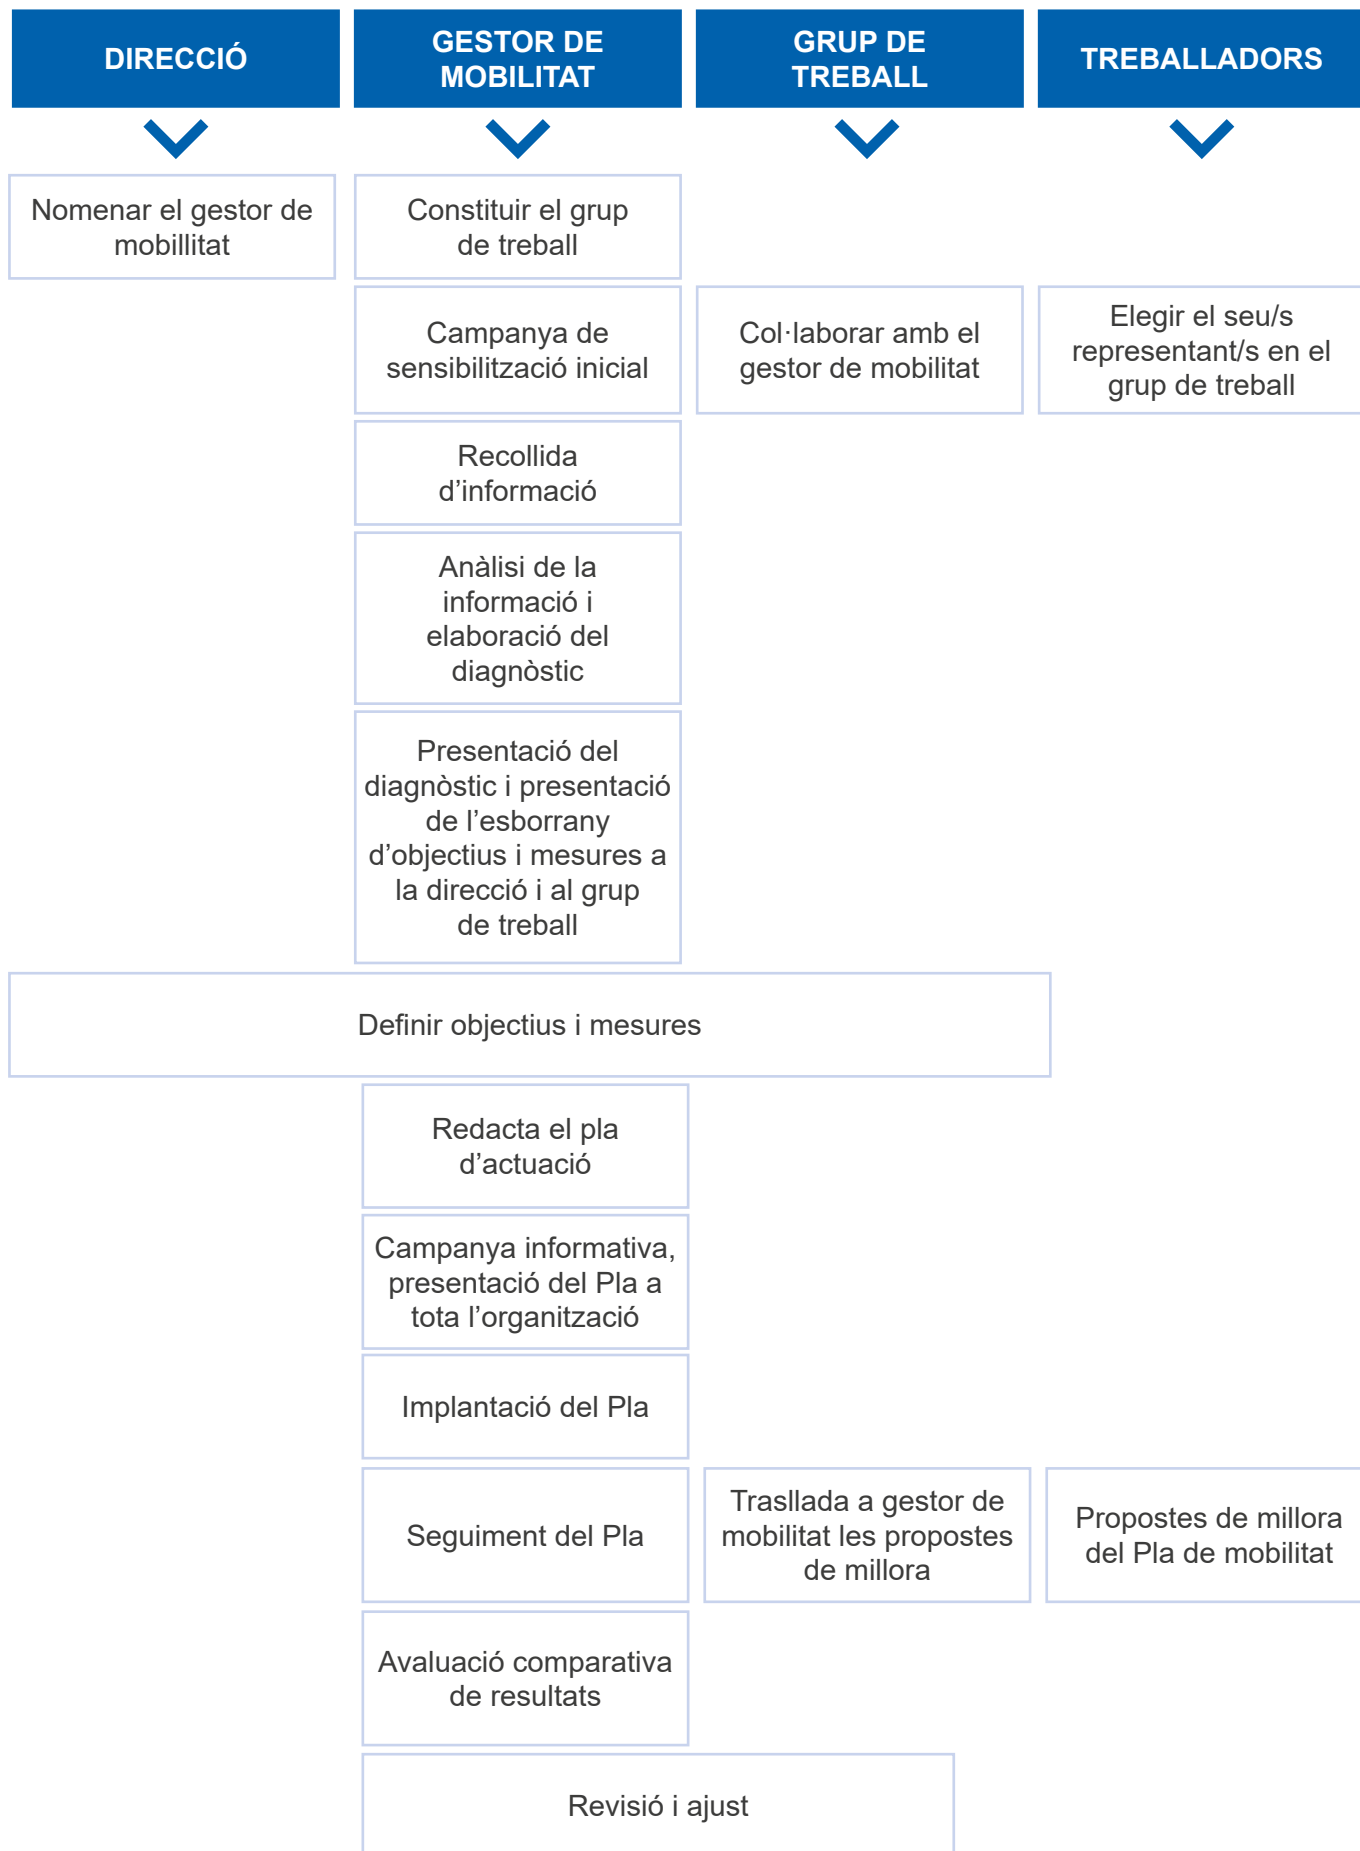 DIRECCIÓ
GESTOR DE
MOBILITAT
GRUP DE
TREBALL
TREBALLADORS
Nomenar el gestor de
mobillitat
Constituir el grup
de treball
Campanya de
sensibilització inicial
Col·laborar amb el
gestor de mobilitat
Elegir el seu/s
representant/s en el
grup de treball
Recollida
d’informació
Anàlisi de la
informació i
elaboració del
diagnòstic
Presentació del
diagnòstic i presentació
de l’esborrany
d’objectius i mesures a
la direcció i al grup
de treball
Definir objectius i mesures
Redacta el pla
d’actuació
Campanya informativa,
presentació del Pla a
tota l’organització
Implantació del Pla
Seguiment del Pla
Trasllada a gestor de
mobilitat les propostes
de millora
Propostes de millora
del Pla de mobilitat
Avaluació comparativa
de resultats
Revisió i ajust